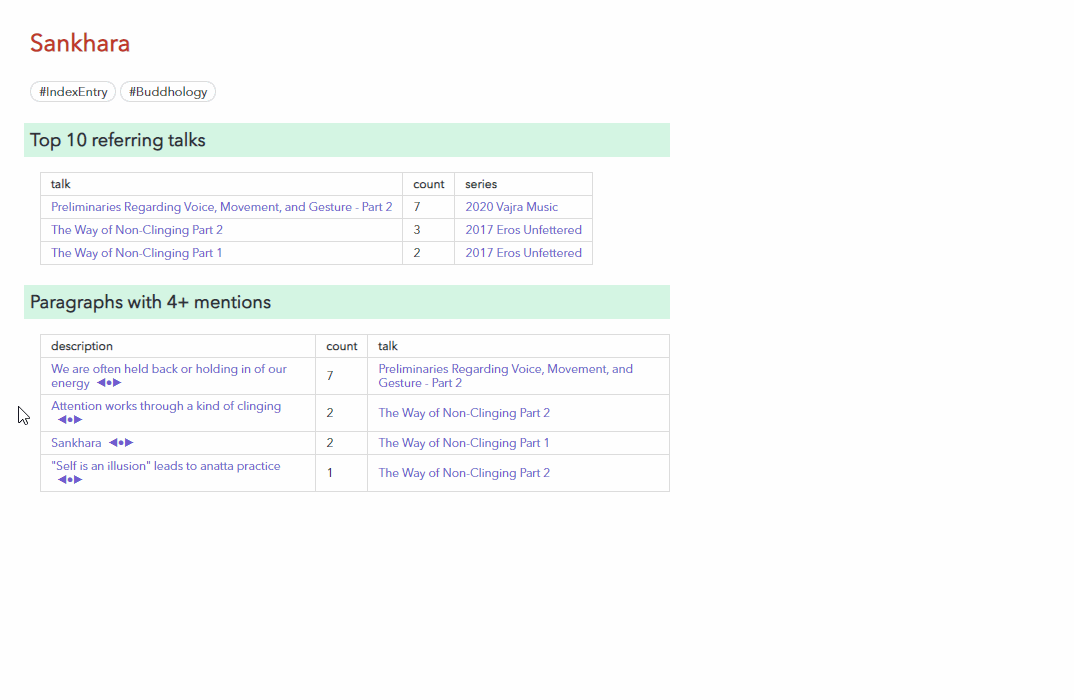 Sankhara
#IndexEntry #Buddhology
Top 10 referring talks
talk count series
Preliminaries Regarding Voice, Movement, and Gesture - Part 2 7 2020 Vajra Music
The Way of Non-Clinging Part 2 3 2017 Eros Unfettered
The Way of Non-Clinging Part 1 2 2017 Eros Unfettered
Paragraphs with 4+ mentions
description count talk
We are often held back or holding in of our
energy ◀●▶ 7 Preliminaries Regarding Voice, Movement, and
Gesture - Part 2
Attention works through a kind of clinging
◀●▶ 2 The Way of Non-Clinging Part 2
Sankhara ◀●▶ 2 The Way of Non-Clinging Part 1
"Self is an illusion" leads to anatta practice
◀●▶ 1 The Way of Non-Clinging Part 2